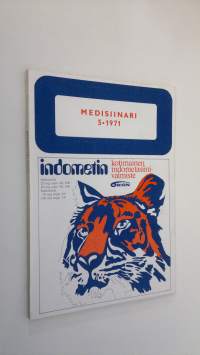 MEDISIINARI
5•1971
indometin
kotimainen
indometasiini-
valmiste
ORION